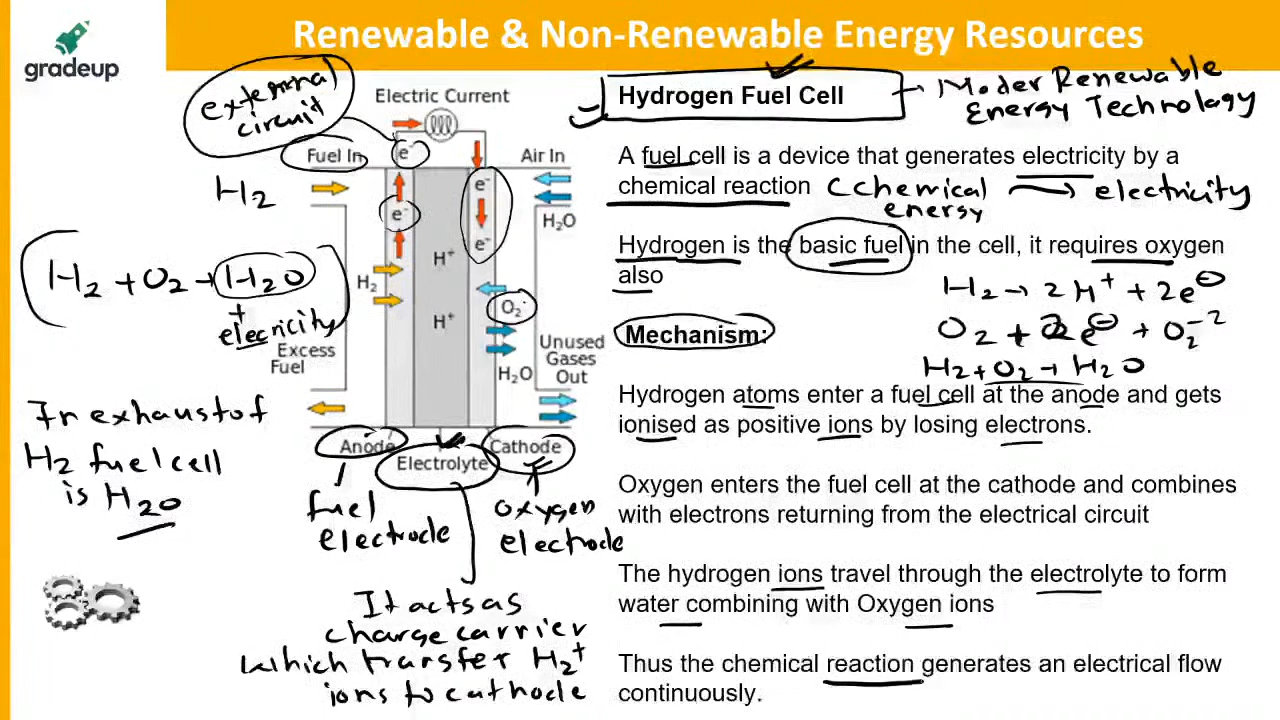 Renewable & Non-Renewable Energy Resources
gradeup
external
circuit
Electric Current
Fuel In
e⁻
Air In
H2
e⁻
e⁻
H₂O
e⁻
H₂
H⁺
H⁺
O₂
H2 + O2 → H2O
+
elecricity
Excess
Fuel
Unused
Gases
Out
H₂O
In exhaust of
H2 fuel cell
is H2O
Anode
Electrolyte
Cathode
fuel
electrode
oxygen
electrode
It acts as
charge carrier
which transfer H2+
ions to cathode
Hydrogen Fuel Cell
→ Moder Renewable
Energy Technology
A fuel cell is a device that generates electricity by a
chemical reaction
Cchemical
energy
→ electricity
Hydrogen is the basic fuel in the cell, it requires oxygen
also
H2 → 2H+ + 2e⊖
O2 + 2e⊖ → O2⁻²
H2 + O2 → H2O
Mechanism:
Hydrogen atoms enter a fuel cell at the anode and gets
ionised as positive ions by losing electrons.
Oxygen enters the fuel cell at the cathode and combines
with electrons returning from the electrical circuit
The hydrogen ions travel through the electrolyte to form
water combining with Oxygen ions
Thus the chemical reaction generates an electrical flow
continuously.